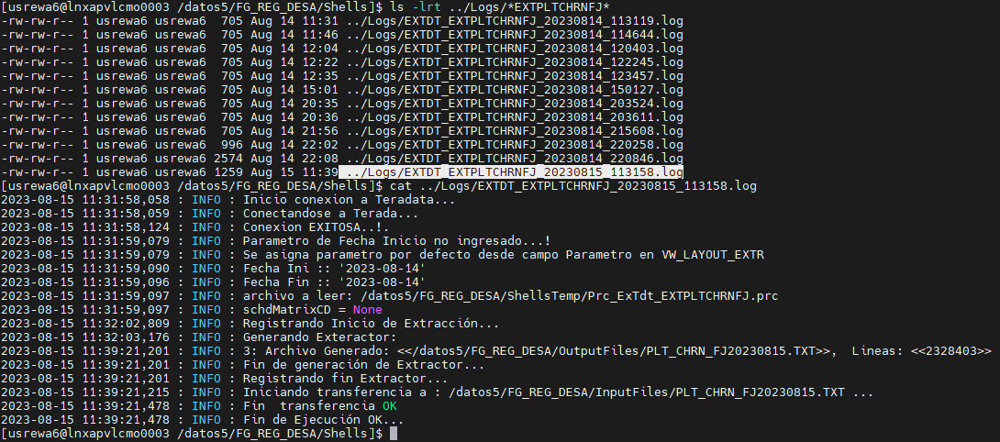 [usrewa6@lnxapvlcmo0003 /datos5/FG_REG_DESA/Shells]$ ls -lrt ../Logs/*EXTPLTCHRNFJ*
-rw-rw-r-- 1 usrewa6 usrewa6  705 Aug 14 11:31 ../Logs/EXTDT_EXTPLTCHRNFJ_20230814_113119.log
-rw-rw-r-- 1 usrewa6 usrewa6  705 Aug 14 11:46 ../Logs/EXTDT_EXTPLTCHRNFJ_20230814_114644.log
-rw-rw-r-- 1 usrewa6 usrewa6  705 Aug 14 12:04 ../Logs/EXTDT_EXTPLTCHRNFJ_20230814_120403.log
-rw-rw-r-- 1 usrewa6 usrewa6  705 Aug 14 12:22 ../Logs/EXTDT_EXTPLTCHRNFJ_20230814_122245.log
-rw-rw-r-- 1 usrewa6 usrewa6  705 Aug 14 12:35 ../Logs/EXTDT_EXTPLTCHRNFJ_20230814_123457.log
-rw-rw-r-- 1 usrewa6 usrewa6  705 Aug 14 15:01 ../Logs/EXTDT_EXTPLTCHRNFJ_20230814_150127.log
-rw-rw-r-- 1 usrewa6 usrewa6  705 Aug 14 20:35 ../Logs/EXTDT_EXTPLTCHRNFJ_20230814_203524.log
-rw-rw-r-- 1 usrewa6 usrewa6  705 Aug 14 20:36 ../Logs/EXTDT_EXTPLTCHRNFJ_20230814_203611.log
-rw-rw-r-- 1 usrewa6 usrewa6  705 Aug 14 21:56 ../Logs/EXTDT_EXTPLTCHRNFJ_20230814_215608.log
-rw-rw-r-- 1 usrewa6 usrewa6  996 Aug 14 22:02 ../Logs/EXTDT_EXTPLTCHRNFJ_20230814_220258.log
-rw-rw-r-- 1 usrewa6 usrewa6 2574 Aug 14 22:08 ../Logs/EXTDT_EXTPLTCHRNFJ_20230814_220846.log
-rw-rw-r-- 1 usrewa6 usrewa6 1259 Aug 15 11:39 ../Logs/EXTDT_EXTPLTCHRNFJ_20230815_113158.log
[usrewa6@lnxapvlcmo0003 /datos5/FG_REG_DESA/Shells]$ cat ../Logs/EXTDT_EXTPLTCHRNFJ_20230815_113158.log
2023-08-15 11:31:58,058 : INFO : Inicio conexion a Teradata...
2023-08-15 11:31:58,059 : INFO : Conectandose a Terada...
2023-08-15 11:31:58,124 : INFO : Conexion EXITOSA..!.
2023-08-15 11:31:59,079 : INFO : Parametro de Fecha Inicio no ingresado...!
2023-08-15 11:31:59,079 : INFO : Se asigna parametro por defecto desde campo Parametro en VW_LAYOUT_EXTR
2023-08-15 11:31:59,090 : INFO : Fecha Ini :: '2023-08-14'
2023-08-15 11:31:59,096 : INFO : Fecha Fin :: '2023-08-14'
2023-08-15 11:31:59,097 : INFO : archivo a leer: /datos5/FG_REG_DESA/ShellsTemp/Prc_ExTdt_EXTPLTCHRNFJ.prc
2023-08-15 11:31:59,097 : INFO : schdMatrixCD = None
2023-08-15 11:32:02,809 : INFO : Registrando Inicio de Extracción...
2023-08-15 11:32:03,176 : INFO : Generando Exteractor:
2023-08-15 11:39:21,201 : INFO : 3: Archivo Generado: <</datos5/FG_REG_DESA/OutputFiles/PLT_CHRN_FJ20230815.TXT>>,  Lineas: <<2328403>>
2023-08-15 11:39:21,201 : INFO : Fin de generación de Extractor...
2023-08-15 11:39:21,201 : INFO : Registrando fin Extractor...
2023-08-15 11:39:21,215 : INFO : Iniciando transferencia a : /datos5/FG_REG_DESA/InputFiles/PLT_CHRN_FJ20230815.TXT ...
2023-08-15 11:39:21,478 : INFO : Fin  transferencia OK
2023-08-15 11:39:21,478 : INFO : Fin de Ejecución OK...
[usrewa6@lnxapvlcmo0003 /datos5/FG_REG_DESA/Shells]$